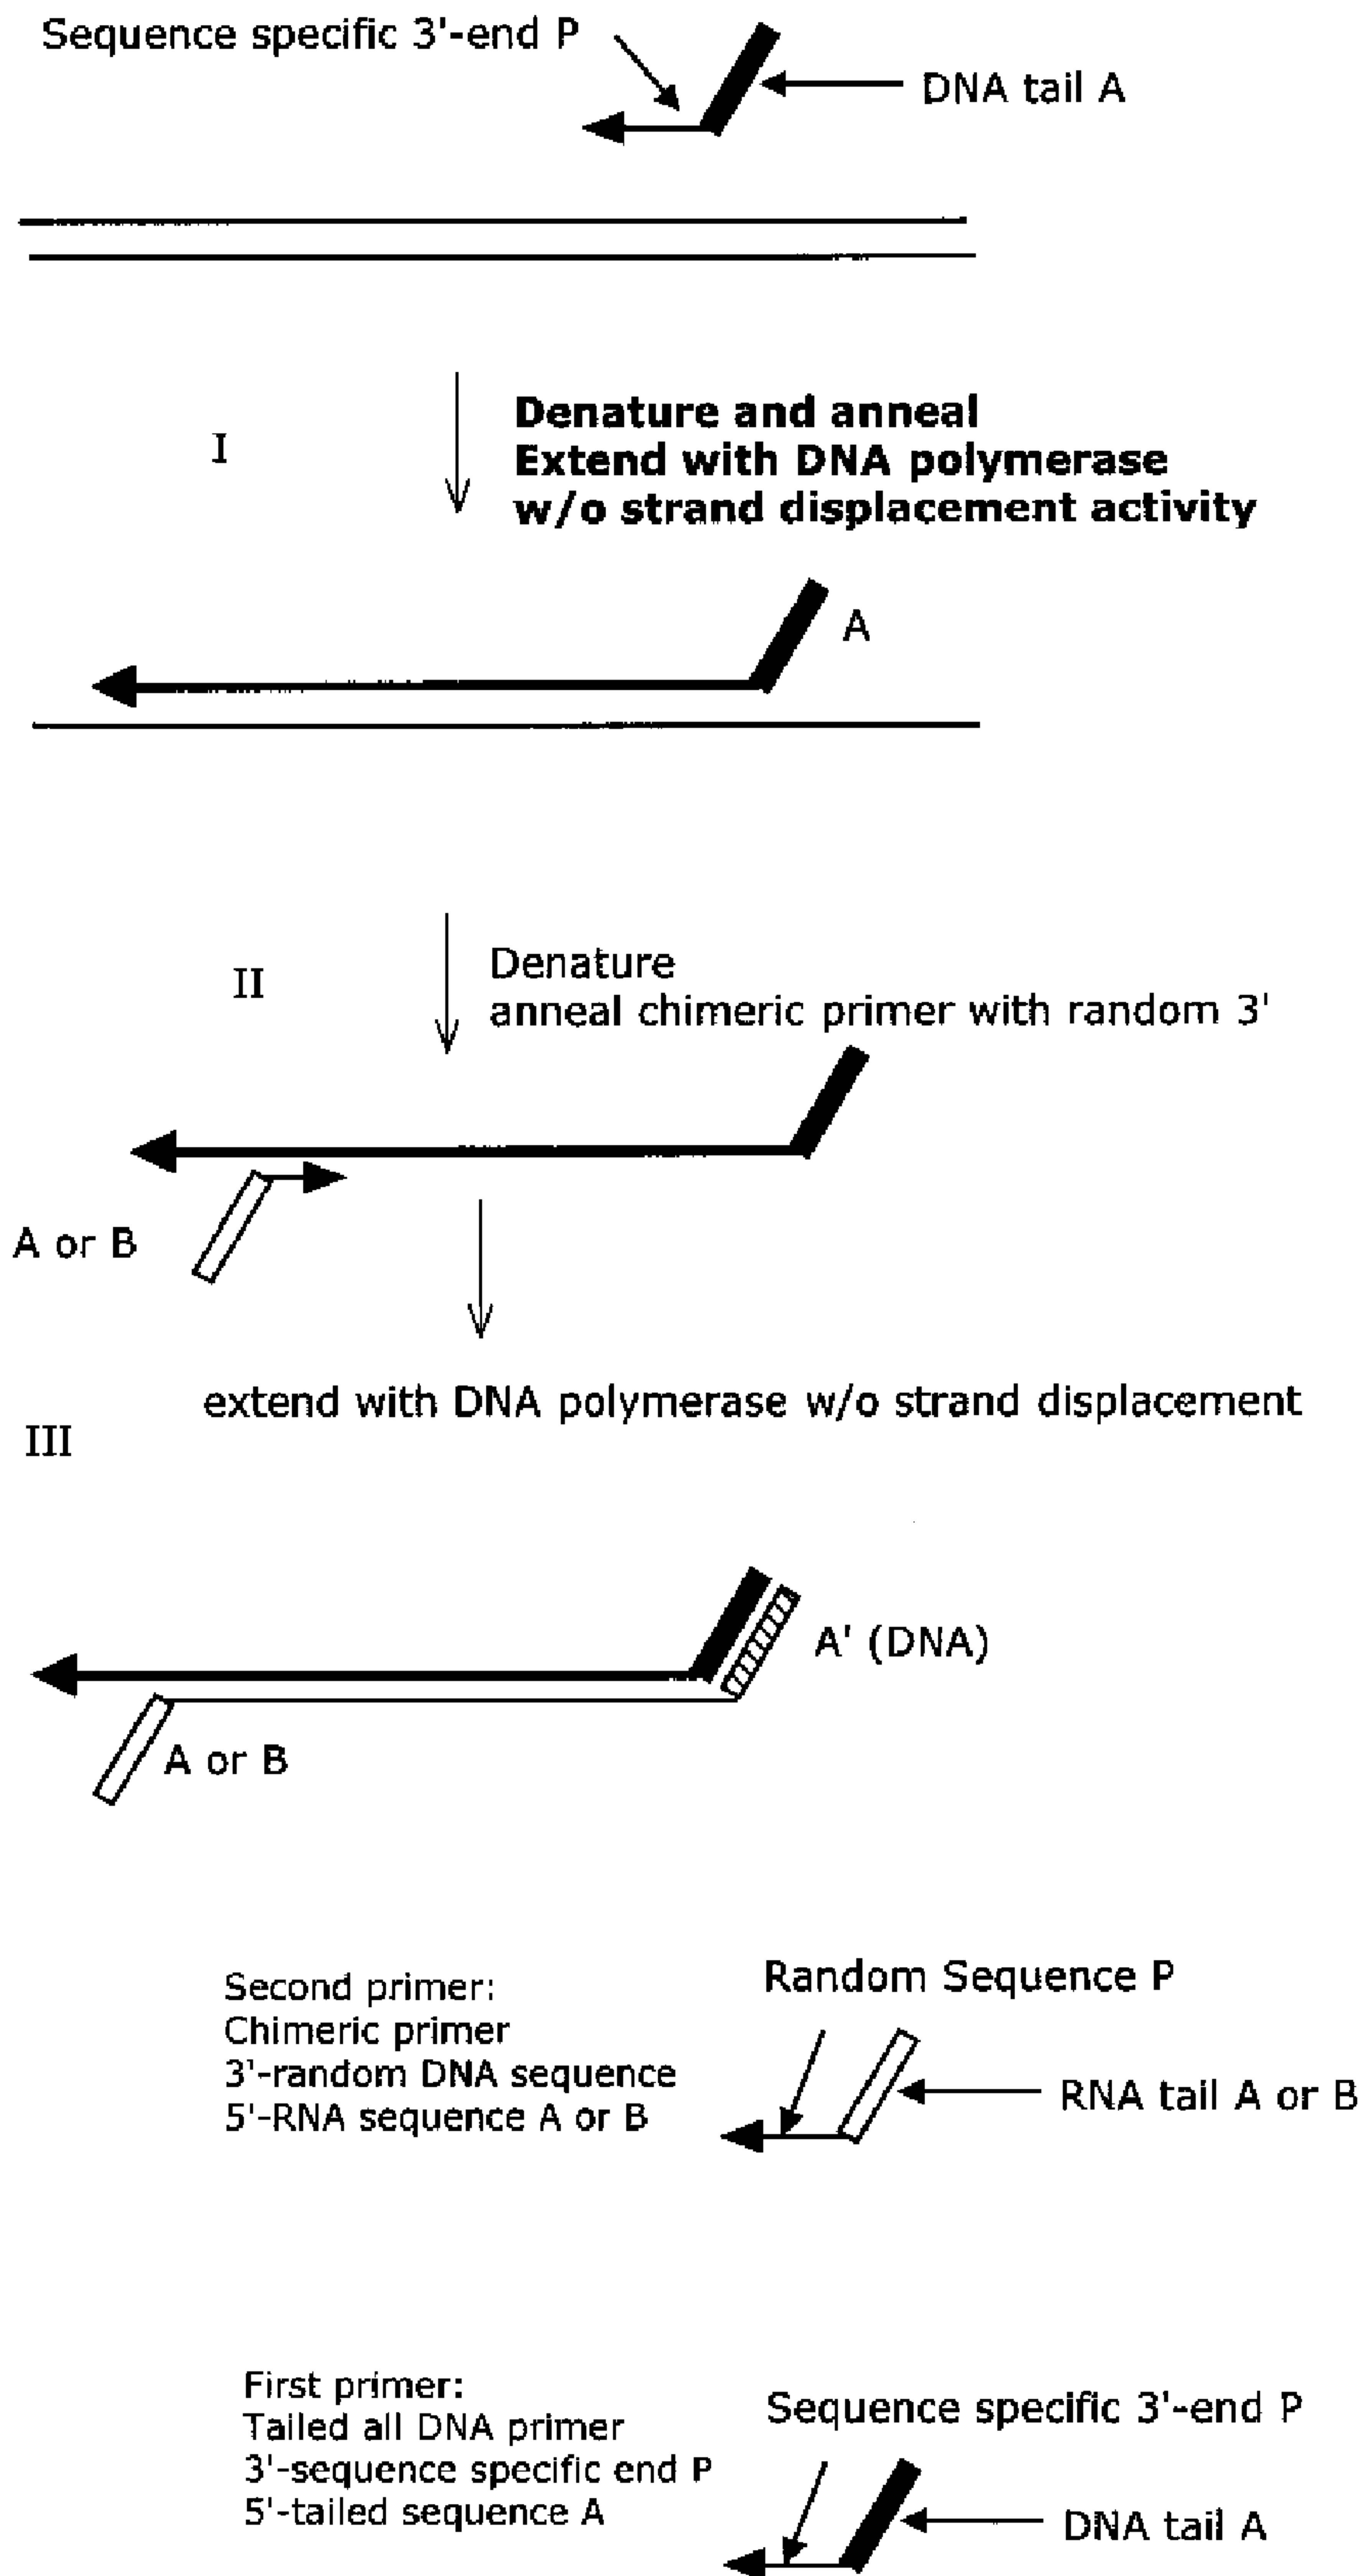 Sequence specific 3'-end P
DNA tail A
I
Denature and anneal
Extend with DNA polymerase
w/o strand displacement activity
A
II
Denature
anneal chimeric primer with random 3'
A or B
extend with DNA polymerase w/o strand displacement
III
A' (DNA)
A or B
Second primer:
Chimeric primer
3'-random DNA sequence
5'-RNA sequence A or B
Random Sequence P
RNA tail A or B
First primer:
Tailed all DNA primer
3'-sequence specific end P
5'-tailed sequence A
Sequence specific 3'-end P
DNA tail A